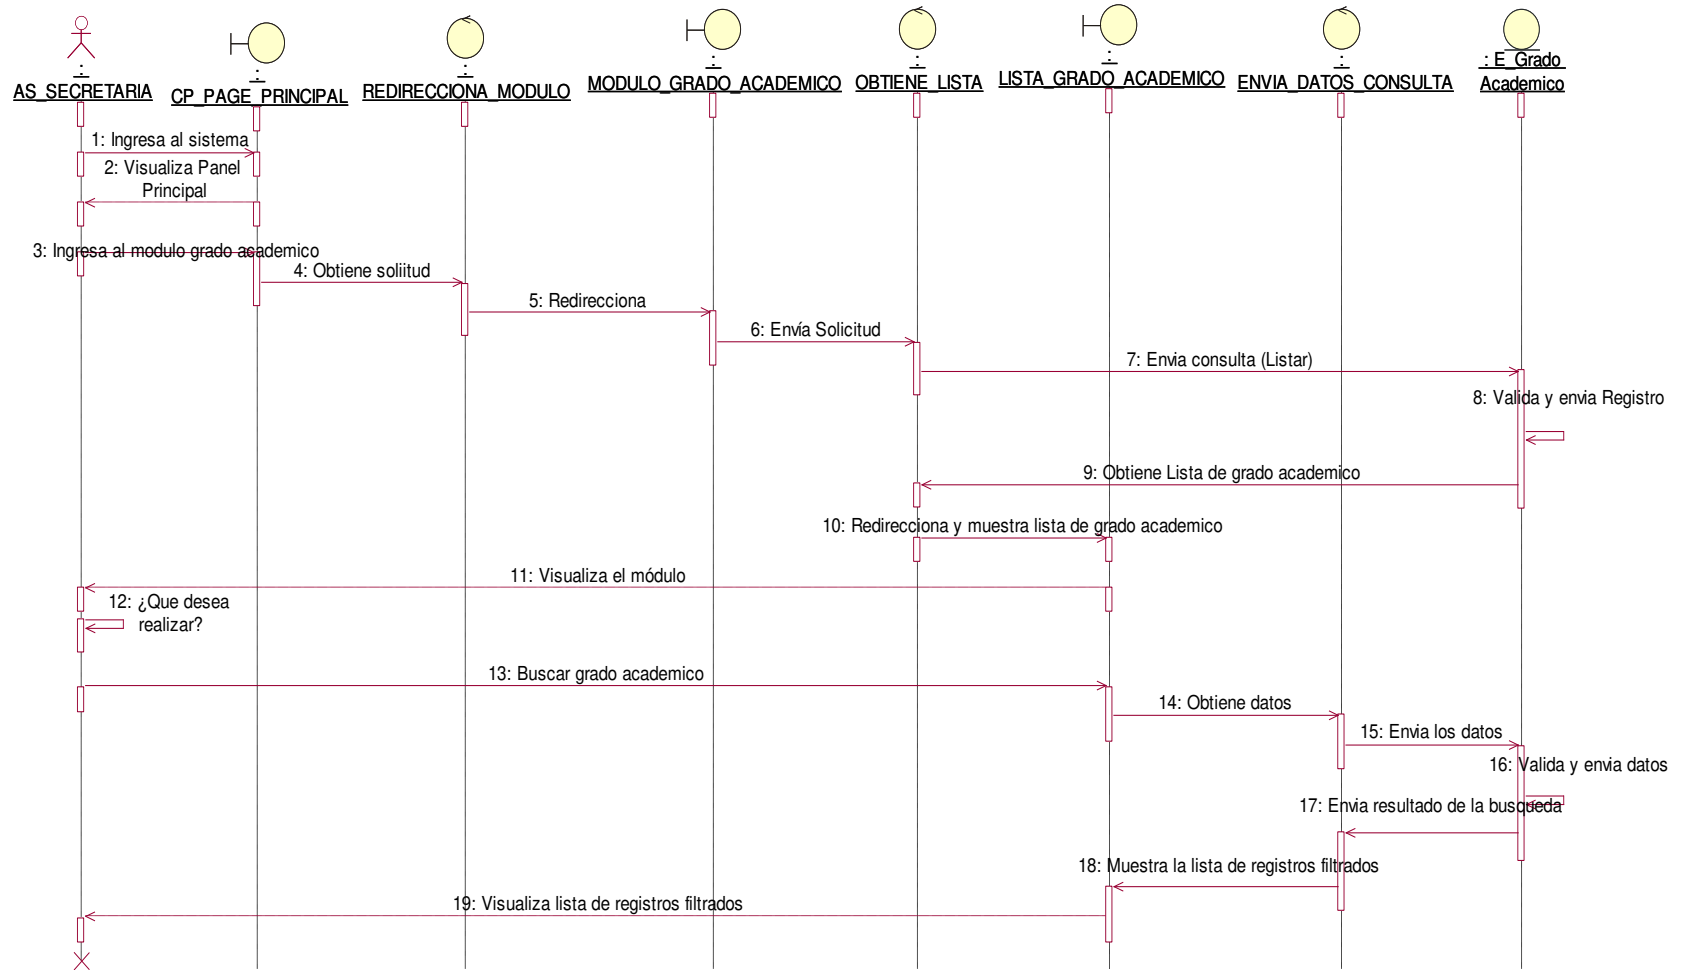 :
AS_SECRETARIA
:
CP_PAGE_PRINCIPAL
:
REDIRECCIONA_MODULO
:
MODULO_GRADO_ACADEMICO
:
OBTIENE_LISTA
:
LISTA_GRADO_ACADEMICO
:
ENVIA_DATOS_CONSULTA
: E_Grado
Academico
1: Ingresa al sistema
2: Visualiza Panel
Principal
3: Ingresa al modulo grado academico
4: Obtiene soliitud
5: Redirecciona
6: Envía Solicitud
7: Envia consulta (Listar)
8: Valida y envia Registro
9: Obtiene Lista de grado academico
10: Redirecciona y muestra lista de grado academico
11: Visualiza el módulo
12: ¿Que desea
realizar?
13: Buscar grado academico
14: Obtiene datos
15: Envia los datos
16: Valida y envia datos
17: Envia resultado de la busqueda
18: Muestra la lista de registros filtrados
19: Visualiza lista de registros filtrados